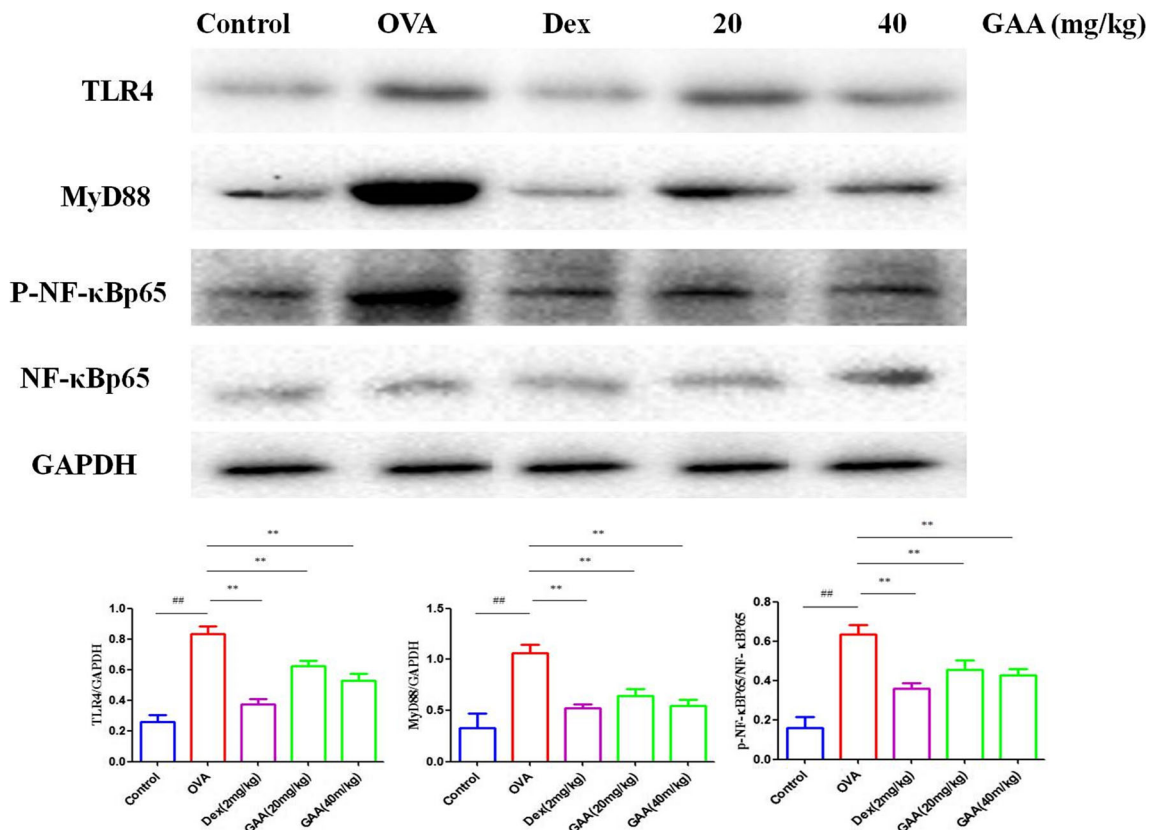 Control OVA Dex 20 40 GAA (mg/kg)
TLR4
MyD88
P-NF-κBp65
NF-κBp65
GAPDH
**
**
**
##
TLR4/GAPDH
1.0
0.8
0.6
0.4
0.2
0.0
Control
OVA
Dex(2mg/kg)
GAA(20mg/kg)
GAA(40m/kg)
**
**
**
##
MyD88/GAPDH
1.5
1.0
0.5
0.0
Control
OVA
Dex(2mg/kg)
GAA(20mg/kg)
GAA(40m/kg)
**
**
**
##
p-NF-κBP65/NF- κBP65
0.8
0.6
0.4
0.2
0.0
Control
OVA
Dex(2mg/kg)
GAA(20mg/kg)
GAA(40m/kg)